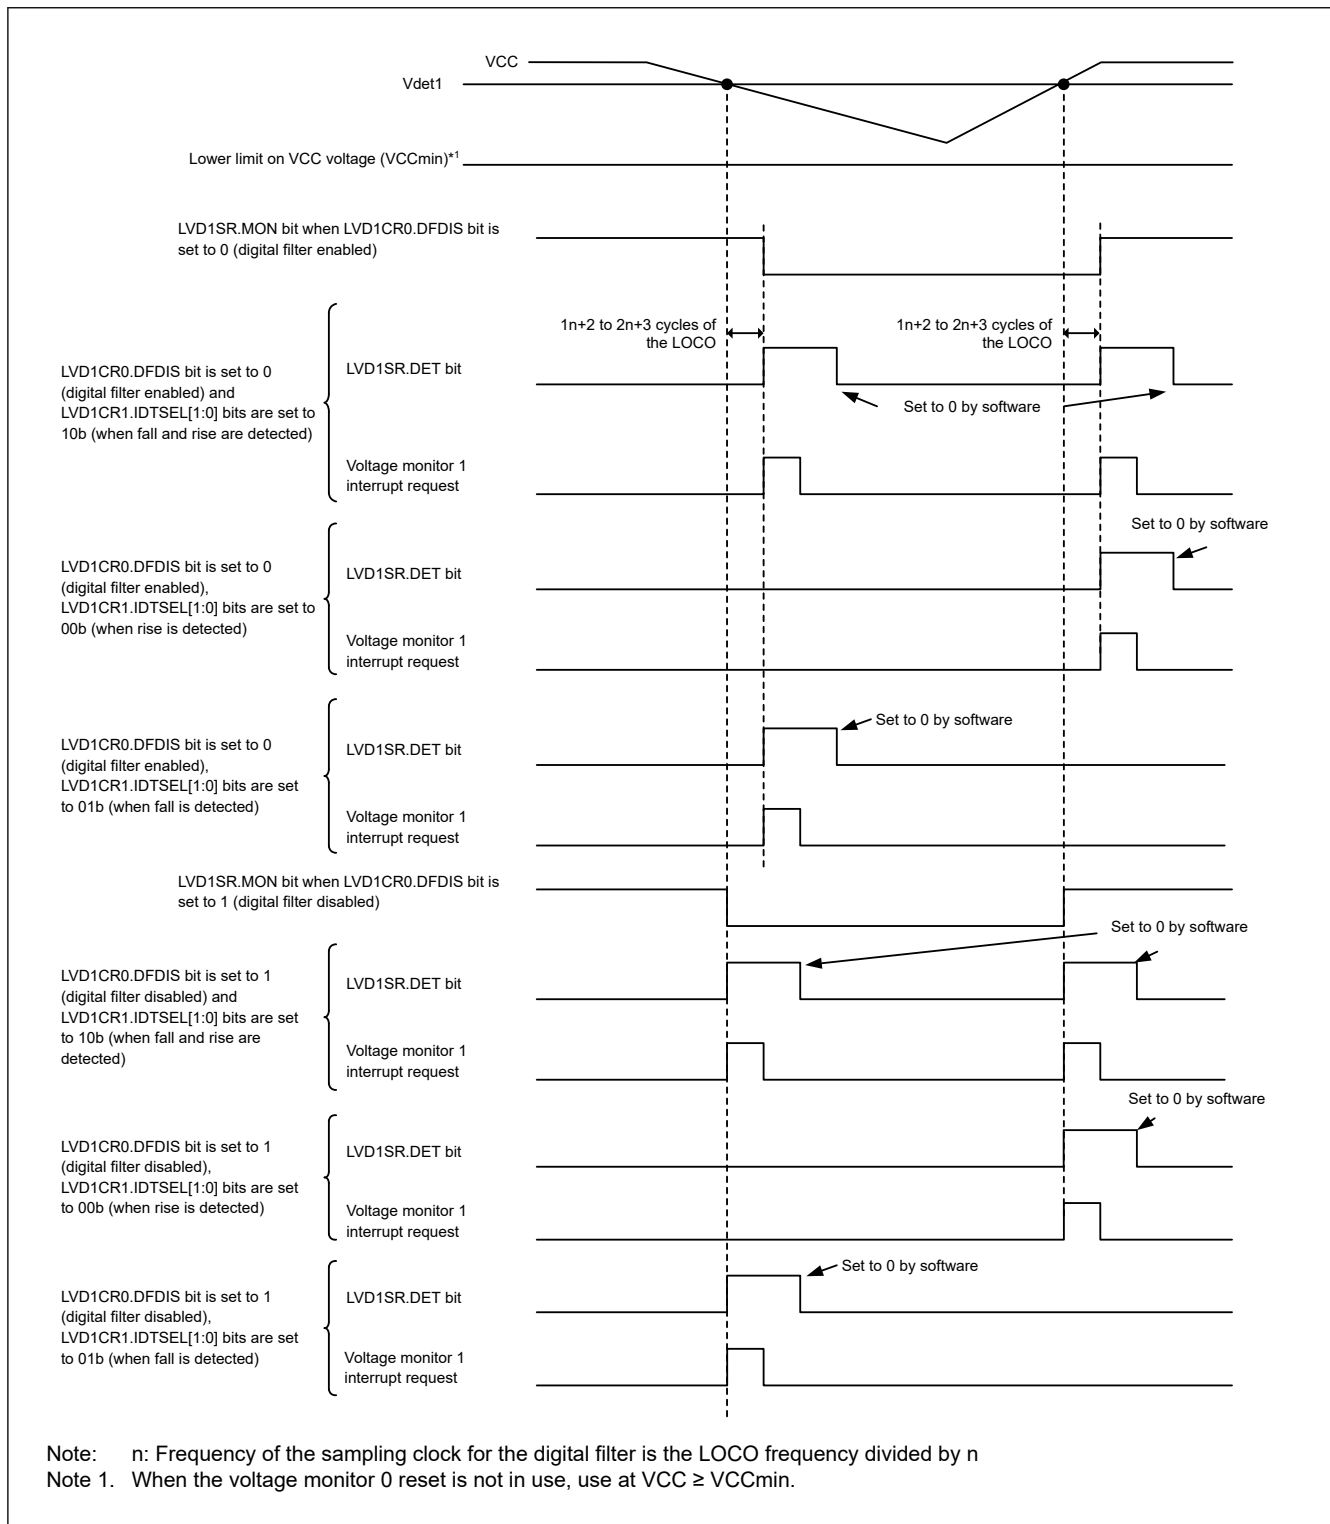 VCC
Vdet1
Lower limit on VCC voltage (VCCmin)*1
LVD1SR.MON bit when LVD1CR0.DFDIS bit is
set to 0 (digital filter enabled)
1n+2 to 2n+3 cycles of
the LOCO
1n+2 to 2n+3 cycles of
the LOCO
LVD1CR0.DFDIS bit is set to 0
(digital filter enabled) and
LVD1CR1.IDTSEL[1:0] bits are set to
10b (when fall and rise are detected)
LVD1SR.DET bit
Set to 0 by software
Voltage monitor 1
interrupt request
Set to 0 by software
LVD1CR0.DFDIS bit is set to 0
(digital filter enabled),
LVD1CR1.IDTSEL[1:0] bits are set to
00b (when rise is detected)
LVD1SR.DET bit
Voltage monitor 1
interrupt request
Set to 0 by software
LVD1CR0.DFDIS bit is set to 0
(digital filter enabled),
LVD1CR1.IDTSEL[1:0] bits are set
to 01b (when fall is detected)
LVD1SR.DET bit
Voltage monitor 1
interrupt request
LVD1SR.MON bit when LVD1CR0.DFDIS bit is
set to 1 (digital filter disabled)
Set to 0 by software
LVD1CR0.DFDIS bit is set to 1
(digital filter disabled) and
LVD1CR1.IDTSEL[1:0] bits are set
to 10b (when fall and rise are
detected)
LVD1SR.DET bit
Voltage monitor 1
interrupt request
Set to 0 by software
LVD1CR0.DFDIS bit is set to 1
(digital filter disabled),
LVD1CR1.IDTSEL[1:0] bits are set
to 00b (when rise is detected)
LVD1SR.DET bit
Voltage monitor 1
interrupt request
Set to 0 by software
LVD1CR0.DFDIS bit is set to 1
(digital filter disabled),
LVD1CR1.IDTSEL[1:0] bits are set
to 01b (when fall is detected)
LVD1SR.DET bit
Voltage monitor 1
interrupt request
Note: n: Frequency of the sampling clock for the digital filter is the LOCO frequency divided by n
Note 1. When the voltage monitor 0 reset is not in use, use at VCC ≥ VCCmin.